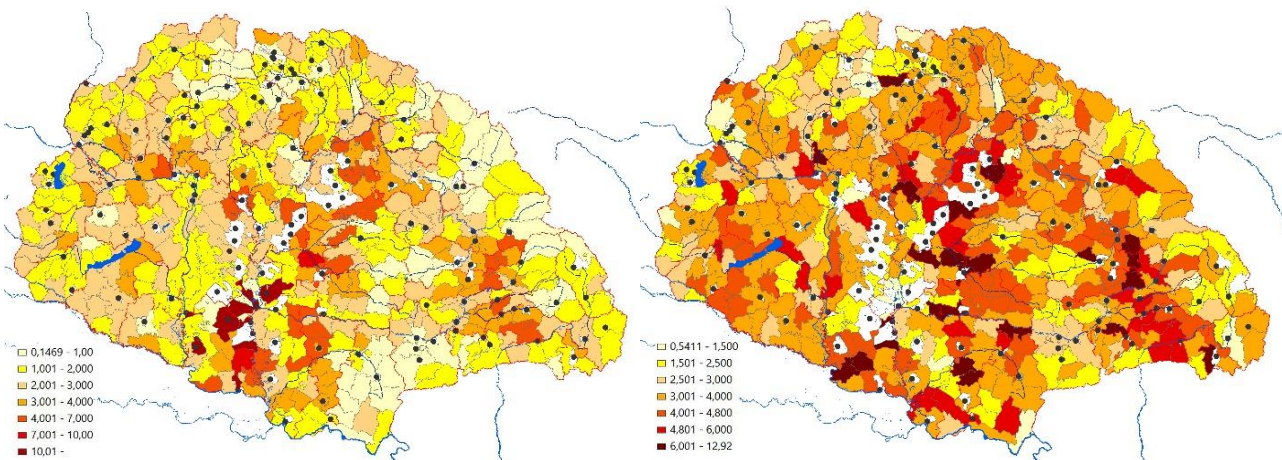 0,1469 - 1,00
1,001 - 2,000
2,001 - 3,000
3,001 - 4,000
4,001 - 7,000
7,001 - 10,00
10,01 -
0,5411 - 1,500
1,501 - 2,500
2,501 - 3,000
3,001 - 4,000
4,001 - 4,800
4,801 - 6,000
6,001 - 12,92